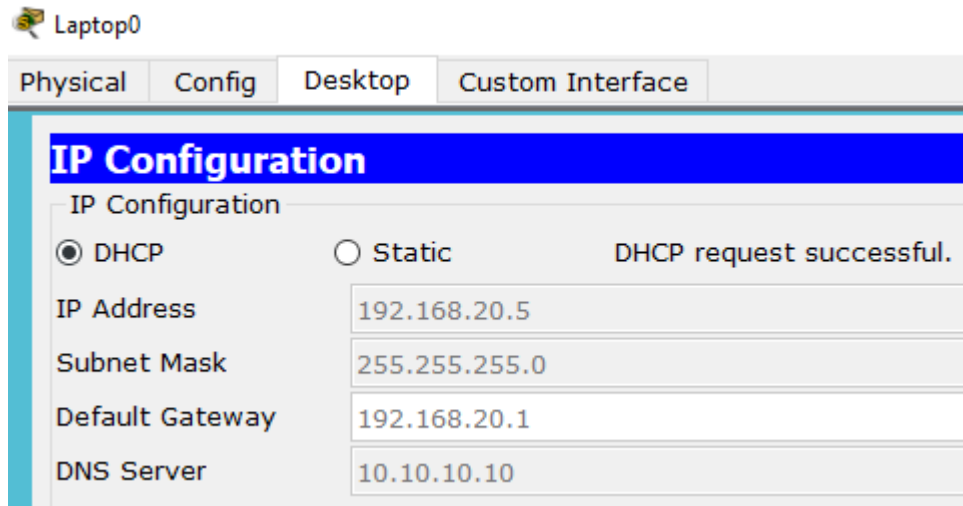 Laptop0
Physical Config Desktop Custom Interface
IP Configuration
IP Configuration
DHCP Static DHCP request successful.
IP Address 192.168.20.5
Subnet Mask 255.255.255.0
Default Gateway 192.168.20.1
DNS Server 10.10.10.10